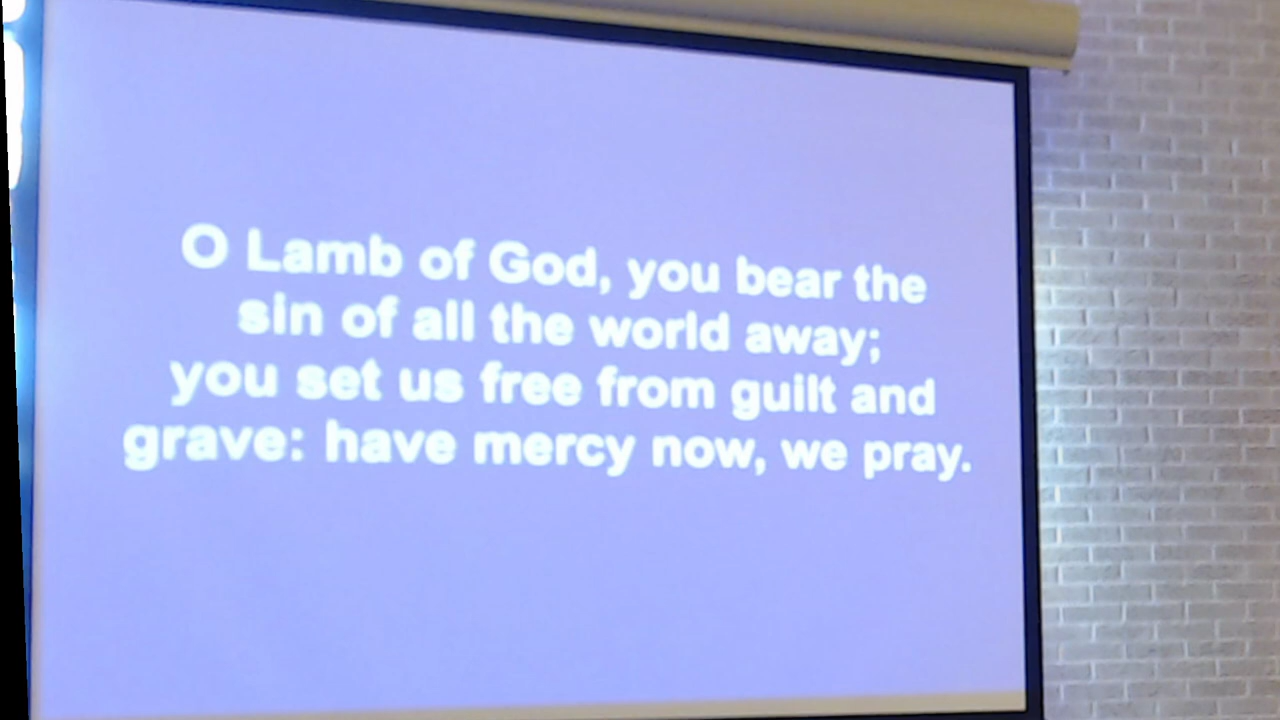 O Lamb of God, you bear the
sin of all the world away;
you set us free from guilt and
grave: have mercy now, we pray.